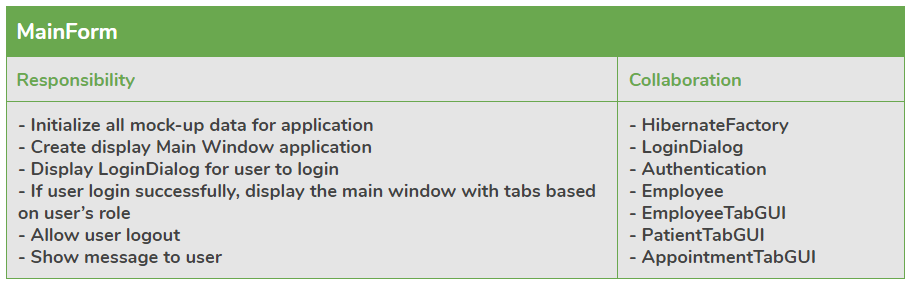 MainForm
Responsibility
Collaboration
- Initialize all mock-up data for application
- Create display Main Window application
- Display LoginDialog for user to login
- If user login successfully, display the main window with tabs based
on user’s role
- Allow user logout
- Show message to user
- HibernateFactory
- LoginDialog
- Authentication
- Employee
- EmployeeTabGUI
- PatientTabGUI
- AppointmentTabGUI